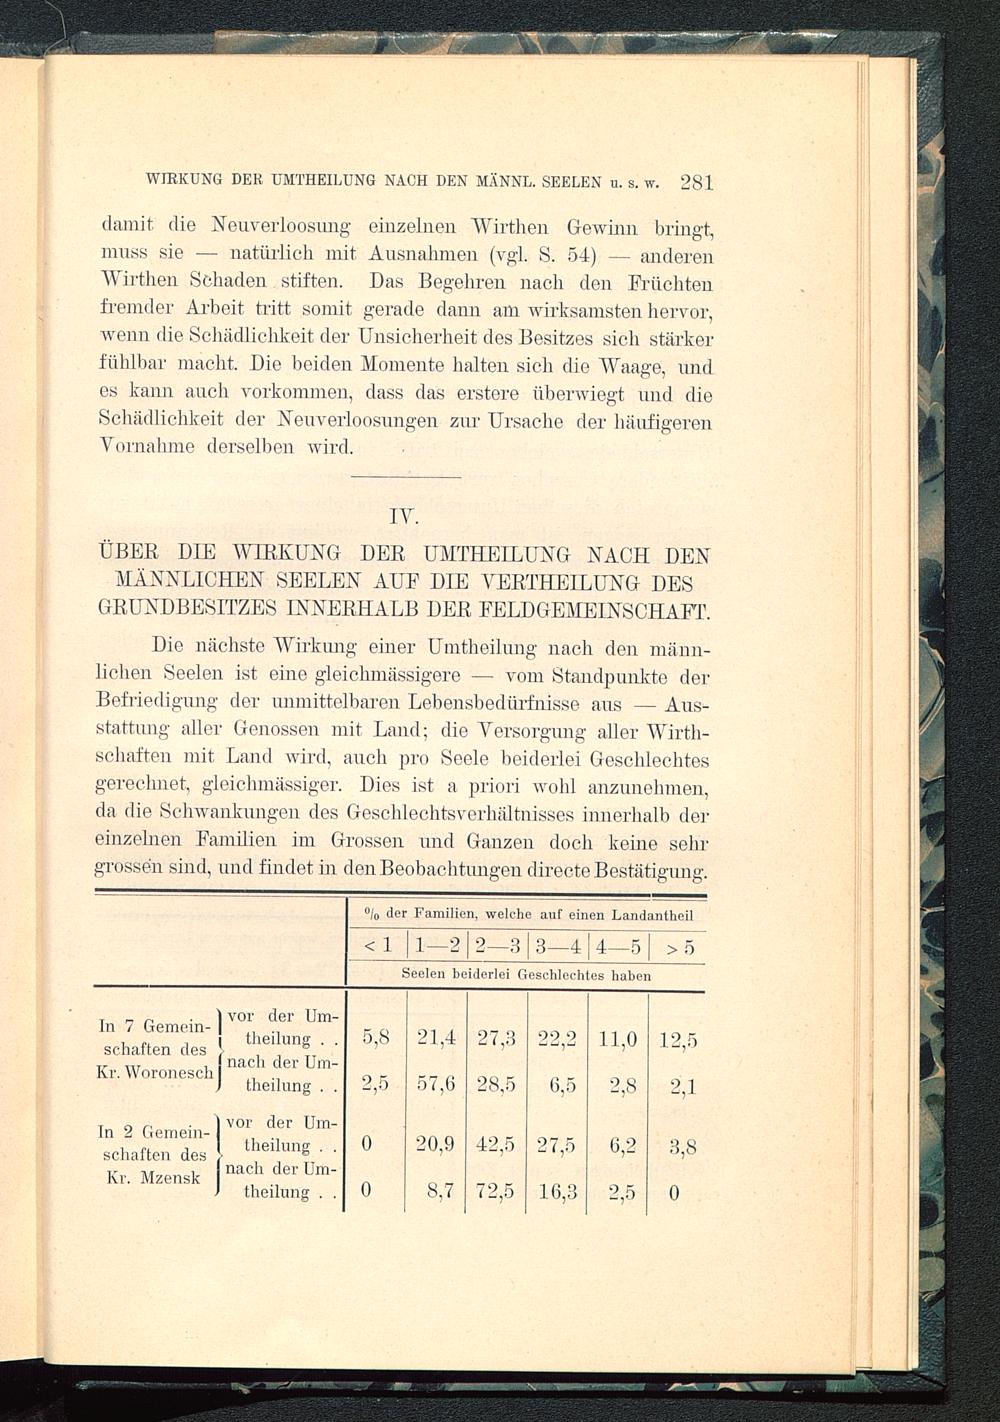 WIRKUNG DER UMTHEILUNG NACH DEN MÄNNL. SEELEN u. s. w. 281
damit die Neuverloosung einzelnen Wirthen Gewinn bringt,
muss sie — natürlich mit Ausnahmen (vgl. S. 54) — anderen
Wirthen Schaden stiften. Das Begehren nach den Früchten
fremder Arbeit tritt somit gerade dann am wirksamsten hervor,
wenn die Schädlichkeit der Unsicherheit des Besitzes sich stärker
fühlbar macht. Die beiden Momente halten sich die Waage, und
es kann auch vorkommen, dass das erstere überwiegt und die
Schädlichkeit der Neuverloosungen zur Ursache der häufigeren
Vornahme derselben wird.
IV.
ÜBER DIE WIRKUNG DER UMTHEILUNG NACH DEN
MÄNNLICHEN SEELEN AUF DIE VERTHEILUNG DES
GRUNDBESITZES INNERHALB DER FELDGEMEINSCHAFT.
Die nächste Wirkung einer Umtheilung nach den männ-
lichen Seelen ist eine gleichmässigere — vom Standpunkte der
Befriedigung der unmittelbaren Lebensbedürfnisse aus — Aus-
stattung aller Genossen mit Land; die Versorgung aller Wirth-
schaften mit Land wird, auch pro Seele beiderlei Geschlechtes
gerechnet, gleichmässiger. Dies ist a priori wohl anzunehmen,
da die Schwankungen des Geschlechtsverhältnisses innerhalb der
einzelnen Familien im Grossen und Ganzen doch keine sehr
grossen sind, und findet in den Beobachtungen directe Bestätigung.
% der Familien, welche auf einen Landantheil
< 1 1—2 2—3 3—4 4—5 > 5
Seelen beiderlei Geschlechtes haben
In 7 Gemein-
schaften des
Kr. Woronesch
vor der Um-
theilung . . 5,8 21,4 27,3 22,2 11,0 12,5
nach der Um-
theilung . . 2,5 57,6 28,5 6,5 2,8 2,1
In 2 Gemein-
schaften des
Kr. Mzensk
vor der Um-
theilung . . 0 20,9 42,5 27,5 6,2 3,8
nach der Um-
theilung . . 0 8,7 72,5 16,3 2,5 0